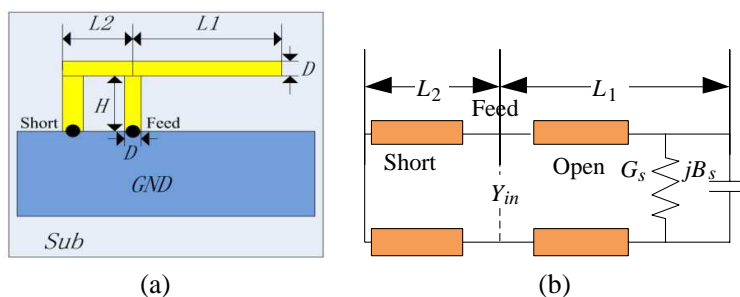 L2 L1
D
H
Short Feed
D
GND
Sub
(a)
L2 L1
Feed
Short Open Gs jBs
Yin
(b)